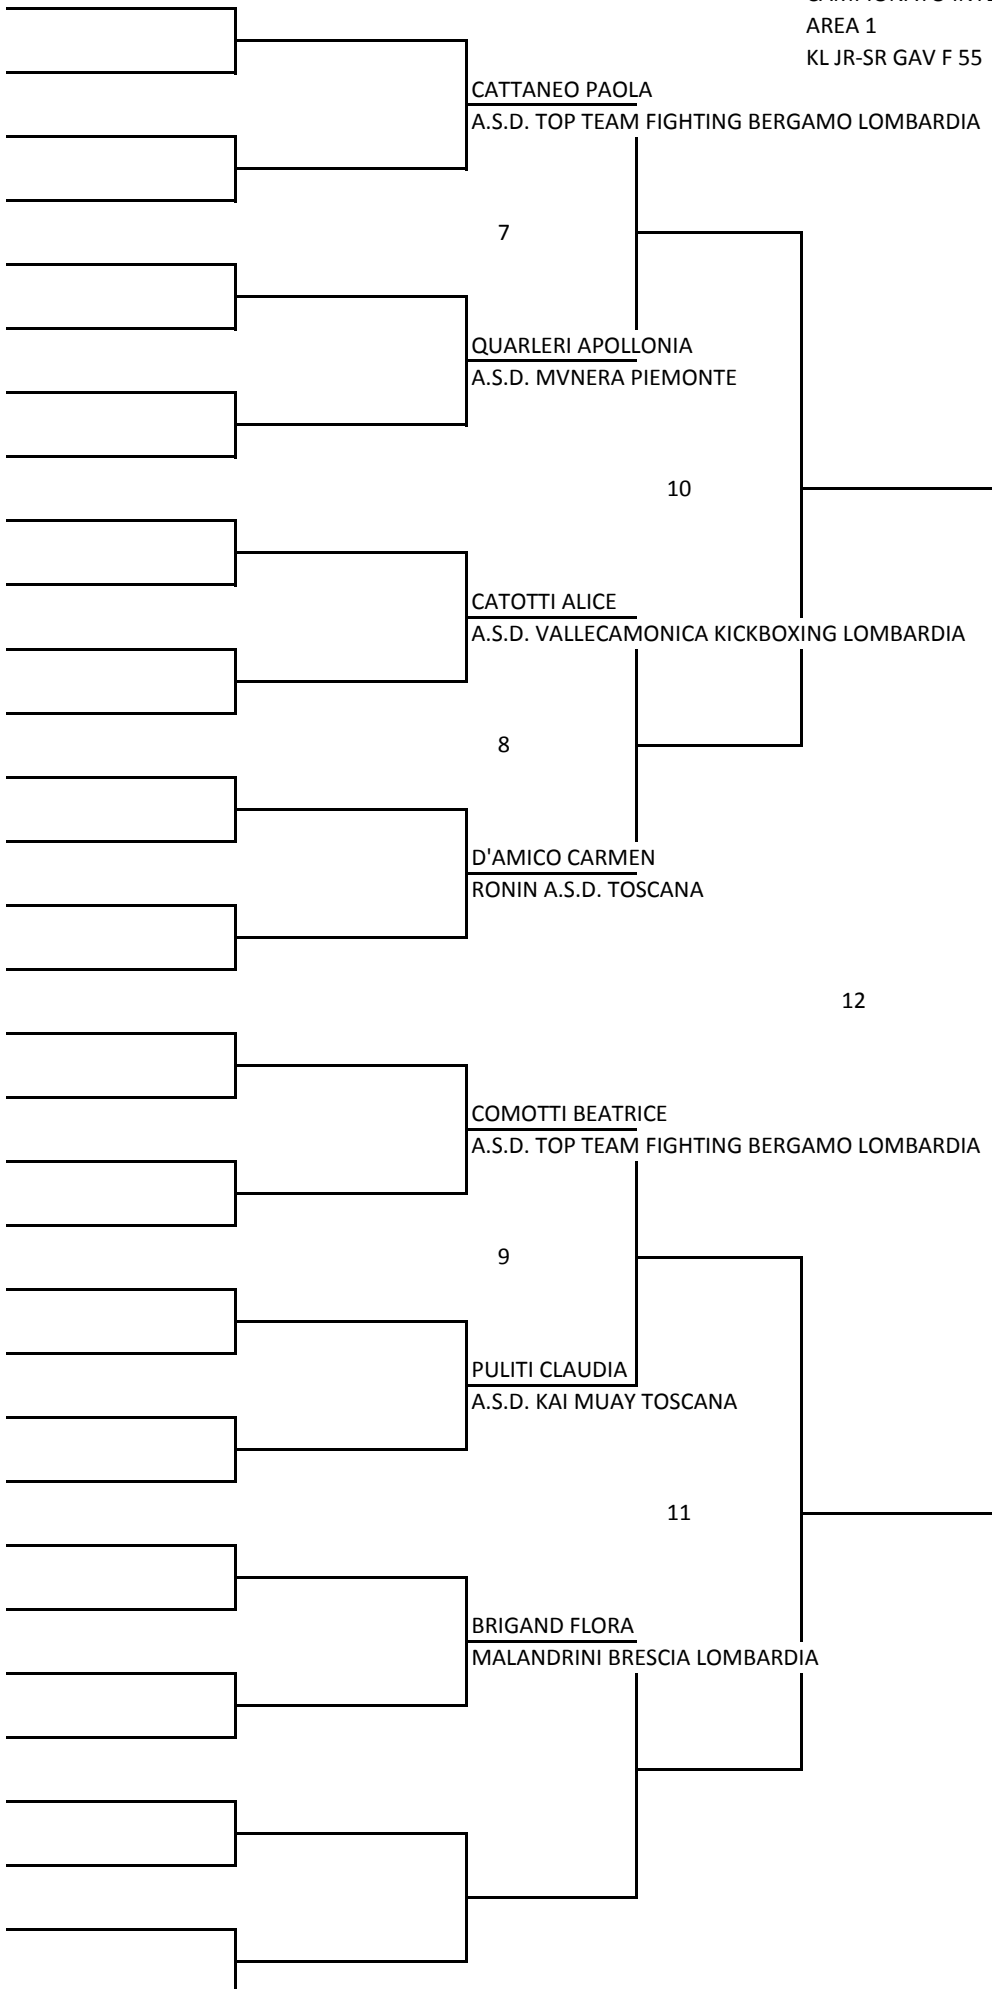 AREA 1
KL JR-SR GAV F 55
CATTANEO PAOLA
A.S.D. TOP TEAM FIGHTING BERGAMO LOMBARDIA
7
QUARLERI APOLLONIA
A.S.D. MVNERA PIEMONTE
10
CATOTTI ALICE
A.S.D. VALLECAMONICA KICKBOXING LOMBARDIA
8
D'AMICO CARMEN
RONIN A.S.D. TOSCANA
12
COMOTTI BEATRICE
A.S.D. TOP TEAM FIGHTING BERGAMO LOMBARDIA
9
PULITI CLAUDIA
A.S.D. KAI MUAY TOSCANA
11
BRIGAND FLORA
MALANDRINI BRESCIA LOMBARDIA